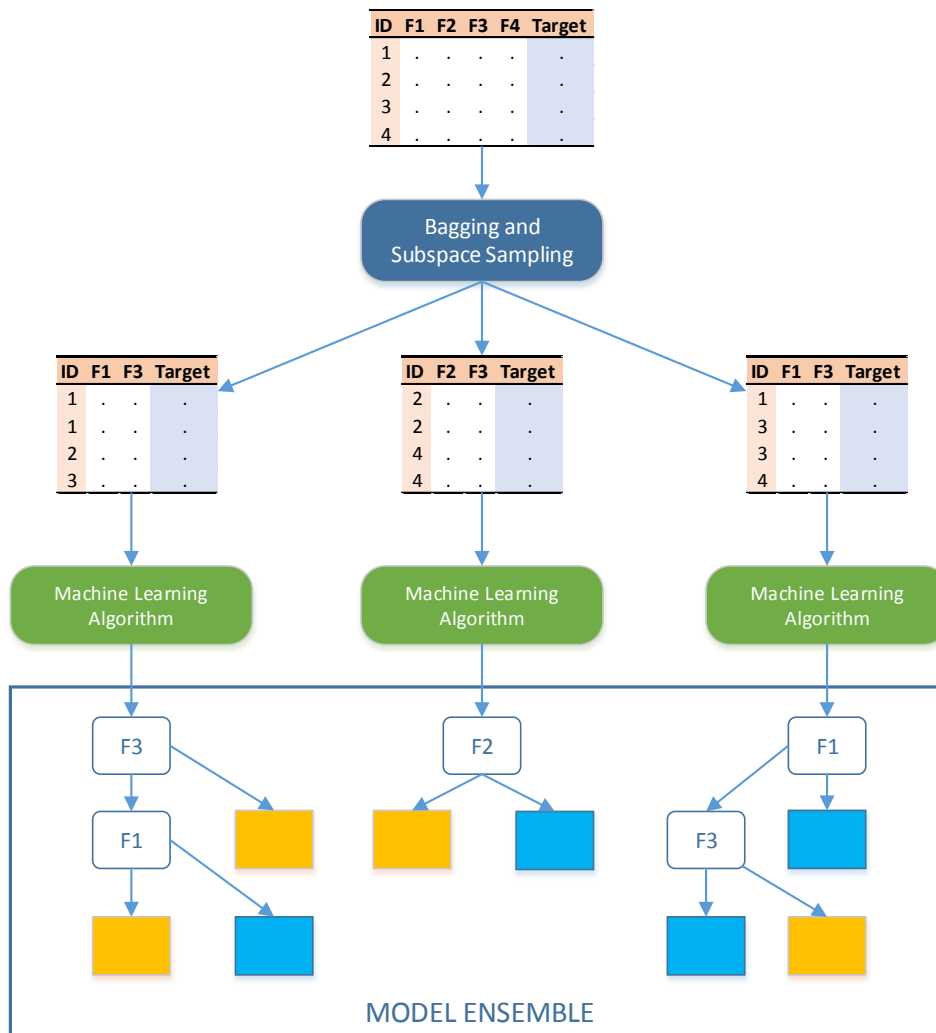 ID F1 F2 F3 F4 Target
1 . . . . .
2 . . . . .
3 . . . . .
4 . . . . .
Bagging and
Subspace Sampling
ID F1 F3 Target
1 . . .
1 . . .
2 . . .
3 . . .
ID F2 F3 Target
2 . . .
2 . . .
4 . . .
4 . . .
ID F1 F3 Target
1 . . .
3 . . .
3 . . .
4 . . .
Machine Learning
Algorithm
Machine Learning
Algorithm
Machine Learning
Algorithm
F3
F2
F1
F1
F3
MODEL ENSEMBLE